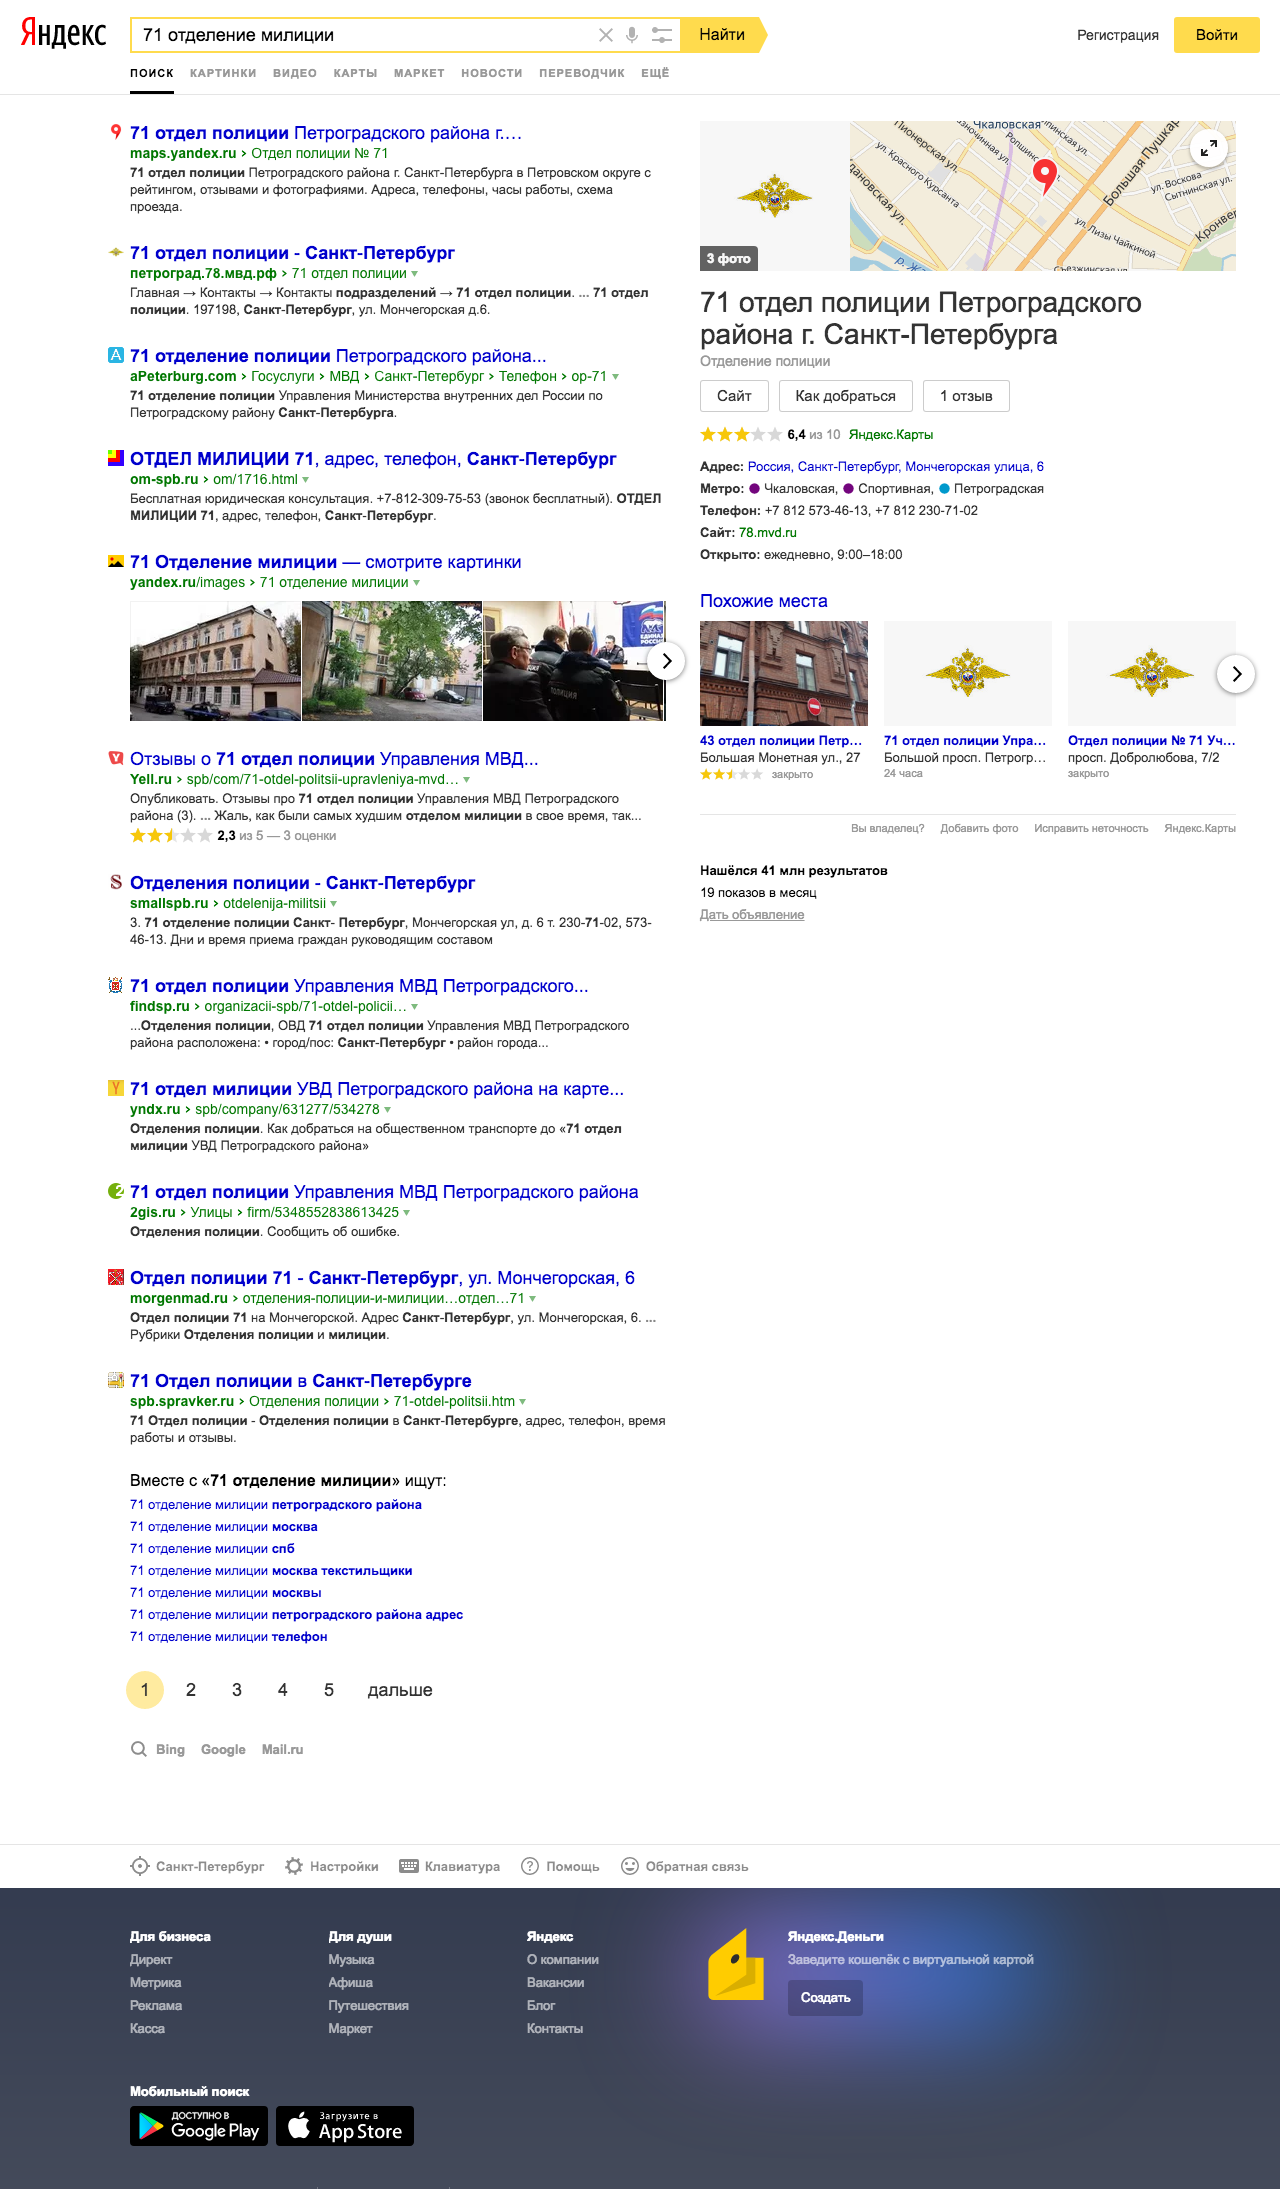 Яндекс
71 отделение милиции
Найти
Регистрация
Войти
ПОИСК КАРТИНКИ ВИДЕО КАРТЫ МАРКЕТ НОВОСТИ ПЕРЕВОДЧИК ЕЩЁ
71 отдел полиции Петроградского района г....
maps.yandex.ru › Отдел полиции № 71
71 отдел полиции Петроградского района г. Санкт-Петербурга в Петровском округе с
рейтингом, отзывами и фотографиями. Адреса, телефоны, часы работы, схема
проезда.
71 отдел полиции - Санкт-Петербург
петроград.78.мвд.рф › 71 отдел полиции
Главная → Контакты → Контакты подразделений → 71 отдел полиции. ... 71 отдел
полиции. 197198, Санкт-Петербург, ул. Мончегорская д.6.
71 отделение полиции Петроградского района...
aPeterburg.com › Госуслуги › МВД › Санкт-Петербург › Телефон › op-71
71 отделение полиции Управления Министерства внутренних дел России по
Петроградскому району Санкт-Петербурга.
ОТДЕЛ МИЛИЦИИ 71, адрес, телефон, Санкт-Петербург
om-spb.ru › om/1716.html
Бесплатная юридическая консультация. +7-812-309-75-53 (звонок бесплатный). ОТДЕЛ
МИЛИЦИИ 71, адрес, телефон, Санкт-Петербург.
71 Отделение милиции — смотрите картинки
yandex.ru/images › 71 отделение милиции
ПОЛИЦИЯ
ЕДИНАЯ
РОССИЯ
Отзывы о 71 отдел полиции Управления МВД...
Yell.ru › spb/com/71-otdel-politsii-upravleniya-mvd...
Опубликовать. Отзывы про 71 отдел полиции Управления МВД Петроградского
района (3). ... Жаль, как были самых худшим отделом милиции в свое время, так...
2,3 из 5 — 3 оценки
Отделения полиции - Санкт-Петербург
smallspb.ru › otdelenija-militsii
3. 71 отделение полиции Санкт- Петербург, Мончегорская ул, д. 6 т. 230-71-02, 573-
46-13. Дни и время приема граждан руководящим составом
71 отдел полиции Управления МВД Петроградского...
findsp.ru › organizacii-spb/71-otdel-policii...
...Отделения полиции, ОВД 71 отдел полиции Управления МВД Петроградского
района расположена: • город/пос: Санкт-Петербург • район города...
71 отдел милиции УВД Петроградского района на карте...
yndx.ru › spb/company/631277/534278
Отделения полиции. Как добраться на общественном транспорте до «71 отдел
милиции УВД Петроградского района»
71 отдел полиции Управления МВД Петроградского района
2gis.ru › Улицы › firm/5348552838613425
Отделения полиции. Сообщить об ошибке.
Отдел полиции 71 - Санкт-Петербург, ул. Мончегорская, 6
morgenmad.ru › отделения-полиции-и-милиции...отдел...71
Отдел полиции 71 на Мончегорской. Адрес Санкт-Петербург, ул. Мончегорская, 6. ...
Рубрики Отделения полиции и милиции.
71 Отдел полиции в Санкт-Петербурге
spb.spravker.ru › Отделения полиции › 71-otdel-politsii.htm
71 Отдел полиции - Отделения полиции в Санкт-Петербурге, адрес, телефон, время
работы и отзывы.
Вместе с «71 отделение милиции» ищут:
71 отделение милиции петроградского района
71 отделение милиции москва
71 отделение милиции спб
71 отделение милиции москва текстильщики
71 отделение милиции москвы
71 отделение милиции петроградского района адрес
71 отделение милиции телефон
1 2 3 4 5 дальше
Bing Google Mail.ru
3 фото
Чкаловская
ул. Красного Курсанта
Большая Пушкар
ул. Воскова
Сытнинская ул.
ул. Лизы Чайкиной
Кронвер
Съезжинская ул.
71 отдел полиции Петроградского
района г. Санкт-Петербурга
Отделение полиции
Сайт
Как добраться
1 отзыв
6,4 из 10 Яндекс.Карты
Адрес: Россия, Санкт-Петербург, Мончегорская улица, 6
Метро: Чкаловская, Спортивная, Петроградская
Телефон: +7 812 573-46-13, +7 812 230-71-02
Сайт: 78.mvd.ru
Открыто: ежедневно, 9:00–18:00
Похожие места
43 отдел полиции Петр...
Большая Монетная ул., 27
закрыто
71 отдел полиции Упра...
Большой просп. Петрогр...
24 часа
Отдел полиции № 71 Уч...
просп. Добролюбова, 7/2
закрыто
Вы владелец? Добавить фото Исправить неточность Яндекс.Карты
Нашёлся 41 млн результатов
19 показов в месяц
Дать объявление
Санкт-Петербург Настройки Клавиатура Помощь Обратная связь
Для бизнеса
Директ
Метрика
Реклама
Касса
Для души
Музыка
Афиша
Путешествия
Маркет
Яндекс
О компании
Вакансии
Блог
Контакты
Яндекс.Деньги
Заведите кошелёк с виртуальной картой
Создать
Мобильный поиск
ДОСТУПНО В
Google Play
Загрузите в
App Store